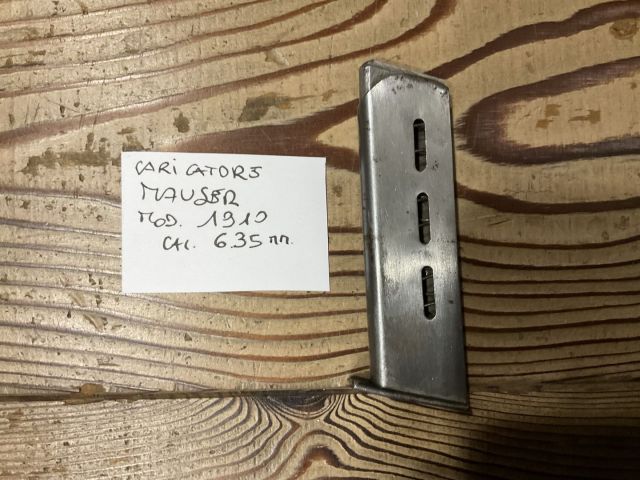 CARICATORE
MAUSER
MOD. 1910
CAL. 6.35 mm.